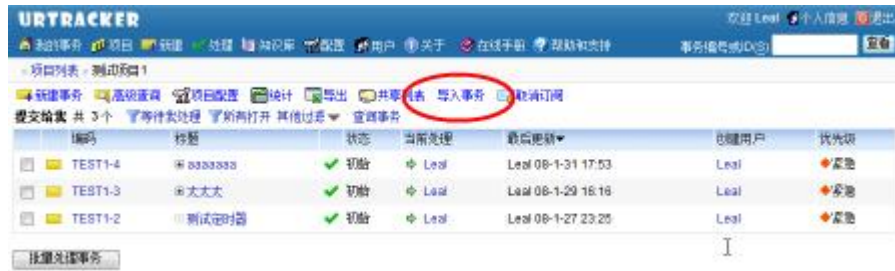 URTRACKER 欢迎 Leal 个人信息 退出
我的事务 项目 新建 处理 知识库 配置 用户 关于 在线手册 帮助和支持 事务编号或ID(S) 查看
项目列表 测试项目1
新建事务 高级查询 项目配置 统计 导出 共享列表 导入事务 取消订阅
提交给我 共 3个 等待我处理 所有打开 其他过滤 查询事务
编码 标题 状态 当前处理 最后更新 创建用户 优先级
TEST1-4 aaaaaaa 初始 Leal Leal 08-1-31 17:53 Leal 紧急
TEST1-3 太太太 初始 Leal Leal 08-1-29 16:16 Leal 紧急
TEST1-2 测试定时器 初始 Leal Leal 08-1-27 23:25 Leal 紧急
批量处理事务